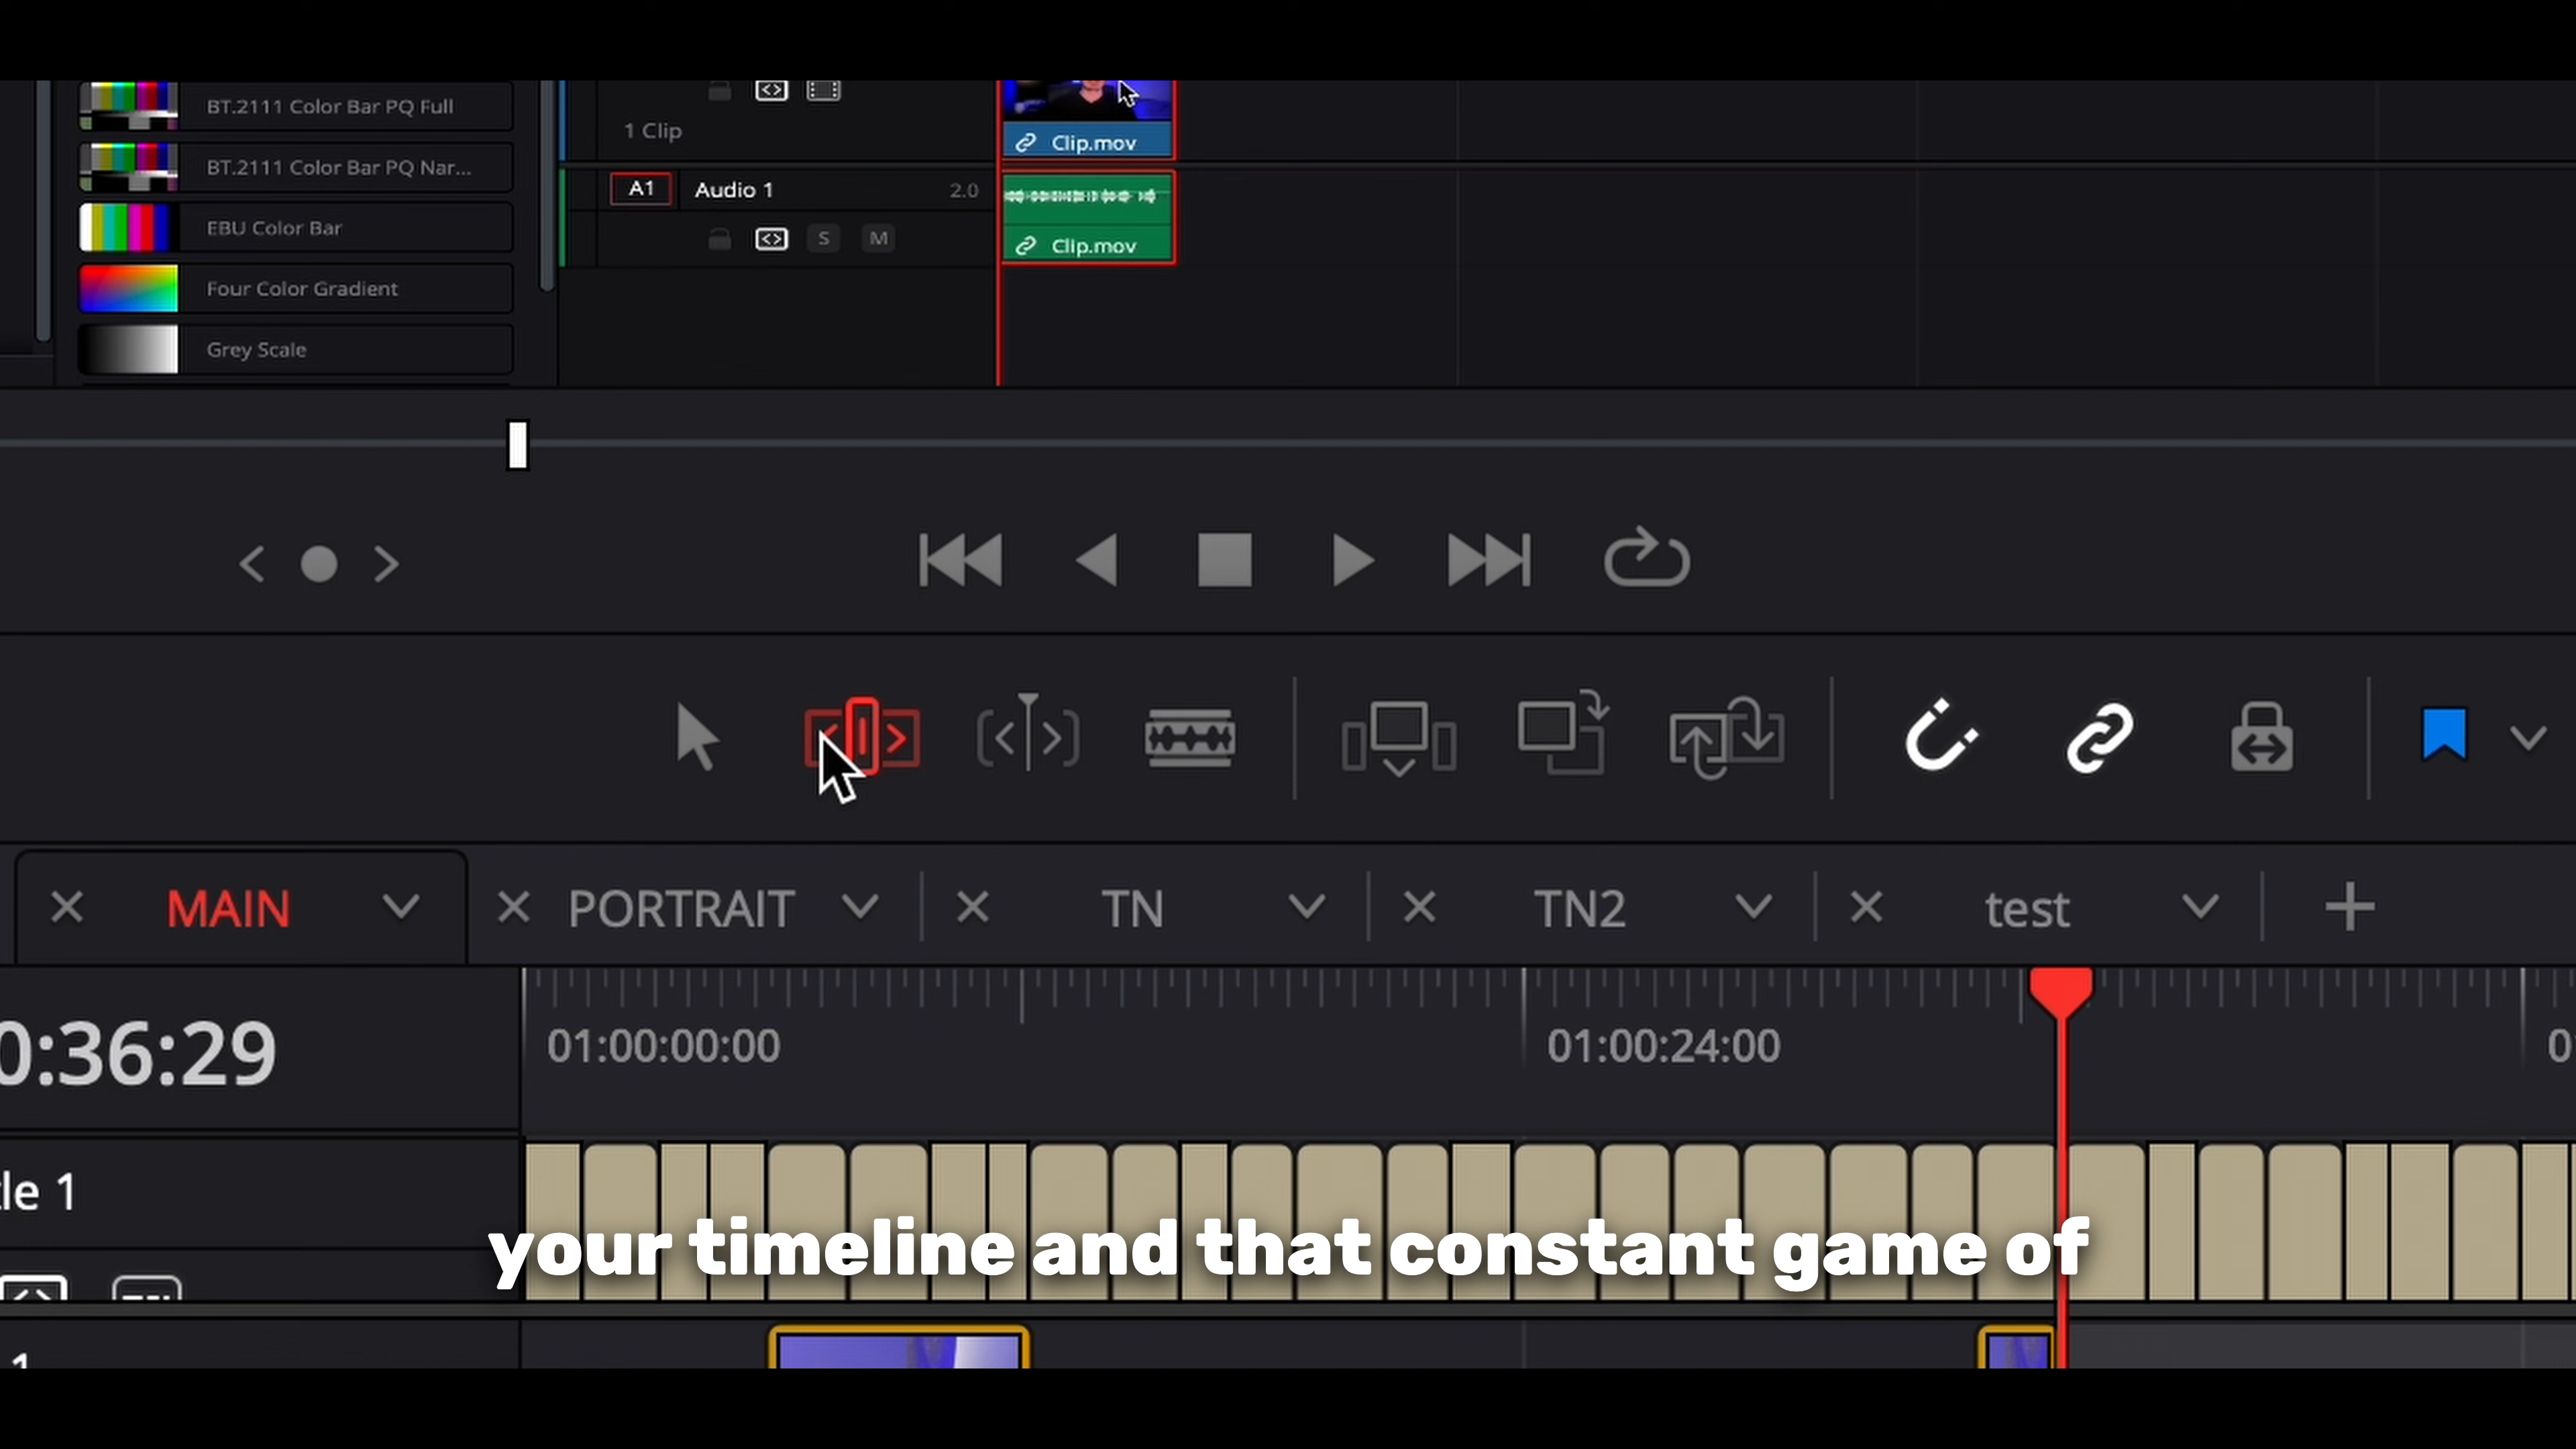 BT.2111 Color Bar PQ Full
BT.2111 Color Bar PQ Nar...
EBU Color Bar
Four Color Gradient
Grey Scale
1 Clip
Clip.mov
A1 Audio 1 2.0
S M
Clip.mov
MAIN PORTRAIT TN TN2 test
0:36:29
01:00:00:00 01:00:24:00 0
le 1
your timeline and that constant game of
1